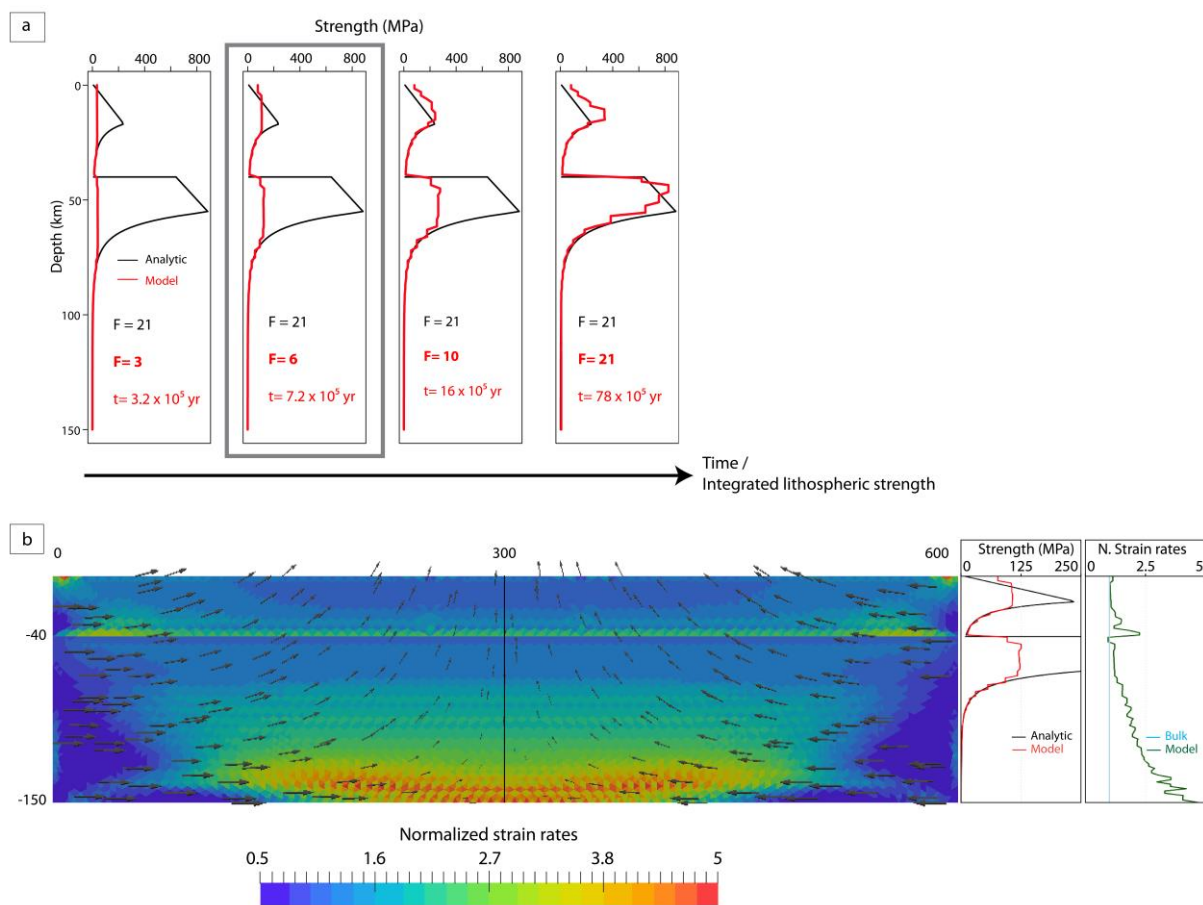 a
Strength (MPa)
0 400 800
0 400 800
0 400 800
0 400 800
0
50
100
150
Depth (km)
Analytic
Model
F = 21
F= 3
t= 3.2 x 10⁵ yr
F = 21
F= 6
t= 7.2 x 10⁵ yr
F = 21
F= 10
t= 16 x 10⁵ yr
F = 21
F= 21
t= 78 x 10⁵ yr
Time /
Integrated lithospheric strength
b
0 300 600
-40
-150
Strength (MPa)
0 125 250
Analytic
Model
N. Strain rates
0 2.5 5
Bulk
Model
Normalized strain rates
0.5 1.6 2.7 3.8 5